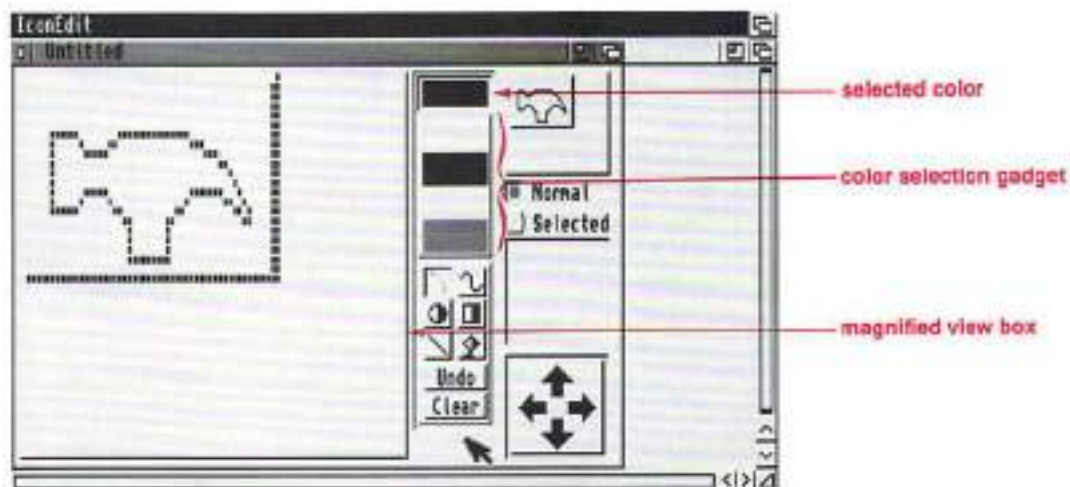 IconEdit
Untitled
selected color
color selection gadget
Normal
Selected
magnified view box
Undo
Clear